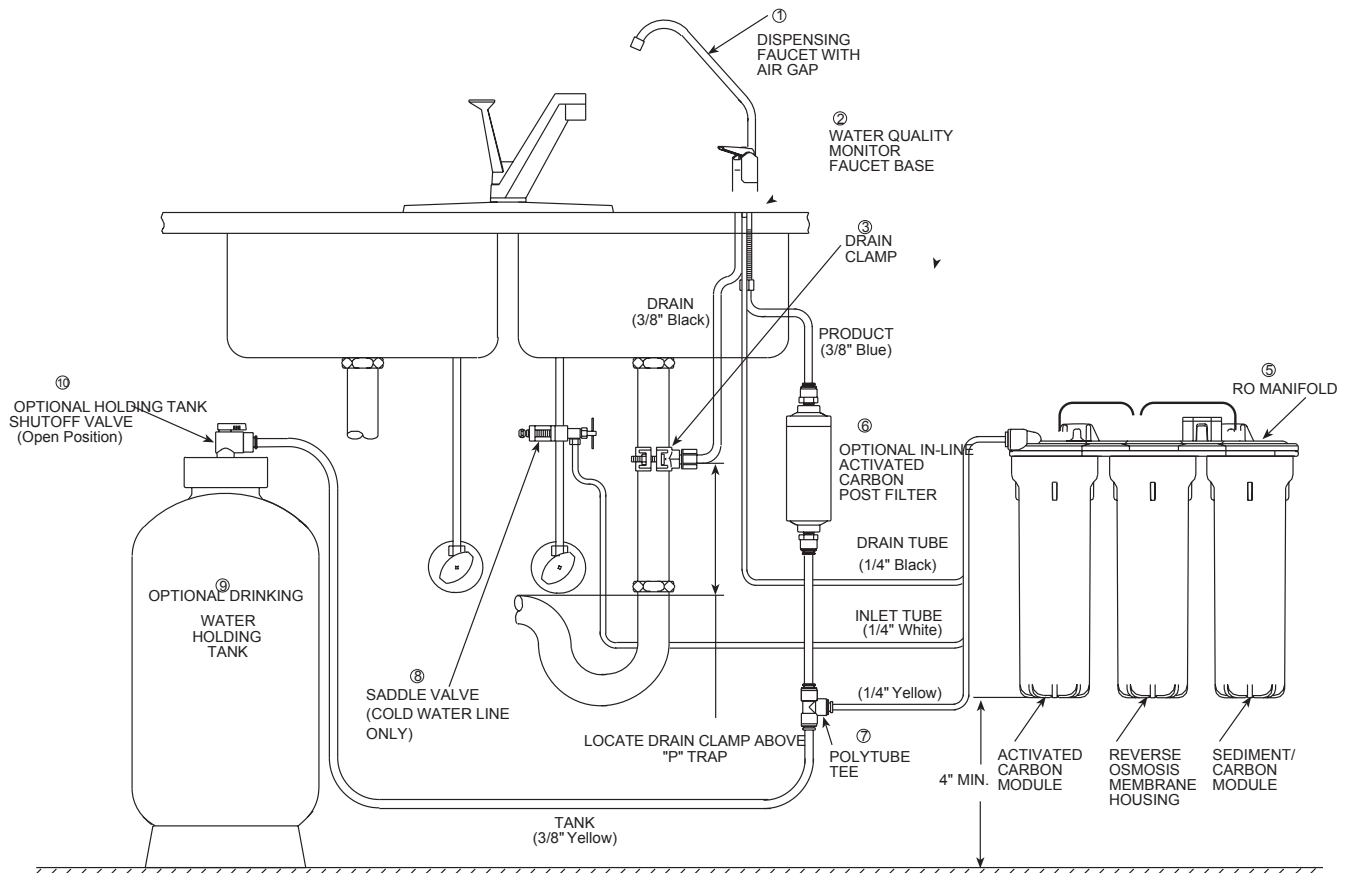 ①
DISPENSING
FAUCET WITH
AIR GAP
②
WATER QUALITY
MONITOR
FAUCET BASE
③
DRAIN
CLAMP
DRAIN
(3/8" Black)
PRODUCT
(3/8" Blue)
⑤
RO MANIFOLD
⑩
OPTIONAL HOLDING TANK
SHUTOFF VALVE
(Open Position)
⑥
OPTIONAL IN-LINE
ACTIVATED
CARBON
POST FILTER
DRAIN TUBE
(1/4" Black)
⑨
OPTIONAL DRINKING
WATER
HOLDING
TANK
INLET TUBE
(1/4" White)
⑧
SADDLE VALVE
(COLD WATER LINE
ONLY)
(1/4" Yellow)
LOCATE DRAIN CLAMP ABOVE
"P" TRAP
⑦
POLYTUBE
TEE
4" MIN.
ACTIVATED
CARBON
MODULE
REVERSE
OSMOSIS
MEMBRANE
HOUSING
SEDIMENT/
CARBON
MODULE
TANK
(3/8" Yellow)